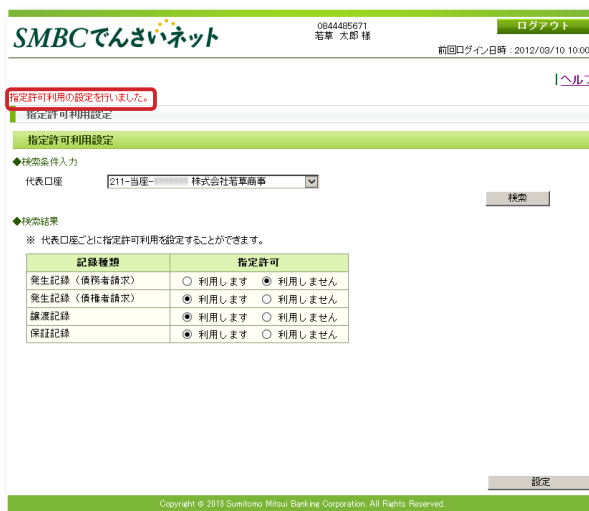 SMBCでんさいネット
0844485671
若草 太郎 様
ログアウト
前回ログイン日時：2012/03/10 10:00
|ヘルプ
指定許可利用の設定を行いました。
指定許可利用設定
指定許可利用設定
◆検索条件入力
代表口座 211-当座- 株式会社若草商事
検索
◆検索結果
※ 代表口座ごとに指定許可利用を設定することができます。
記録種類 指定許可
発生記録（債務者請求） 利用します 利用しません
発生記録（債権者請求） 利用します 利用しません
譲渡記録 利用します 利用しません
保証記録 利用します 利用しません
設定
Copyright © 2013 Sumitomo Mitsui Banking Corporation. All Rights Reserved.